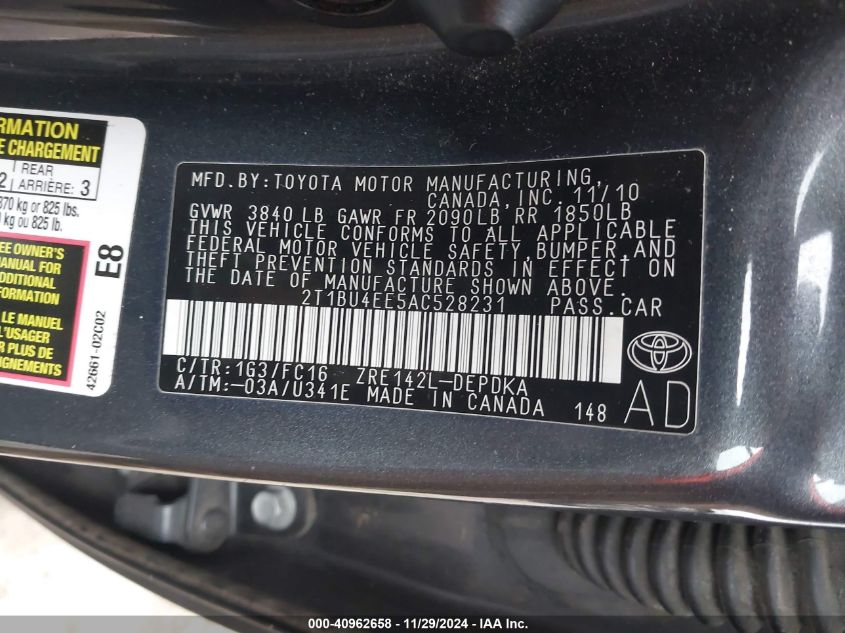 RMATION
E CHARGEMENT
2
REAR
ARRIÈRE: 3
370 kg or 825 lbs.
kg ou 825 lb.
EE OWNER'S
MANUAL FOR
ADDITIONAL
FORMATION
LE MANUEL
L'USAGER
R PLUS DE
IGNEMENTS
E8
42661-02C02
MFD.BY:TOYOTA MOTOR MANUFACTURING,
CANADA, INC. 11/10
GVWR 3840 LB GAWR FR 2090LB RR 1850LB
THIS VEHICLE CONFORMS TO ALL APPLICABLE
FEDERAL MOTOR VEHICLE SAFETY,BUMPER,AND
THEFT PREVENTION STANDARDS IN EFFECT ON
THE DATE OF MANUFACTURE SHOWN ABOVE.
2T1BU4EE5AC528231 PASS.CAR
C/TR:1G3/FC16 ZRE142L-DEPDKA
A/TM:-03A/U341E MADE IN CANADA 148
AD
000-40962658 - 11/29/2024 - Copyright © 2024 IAA, Inc.